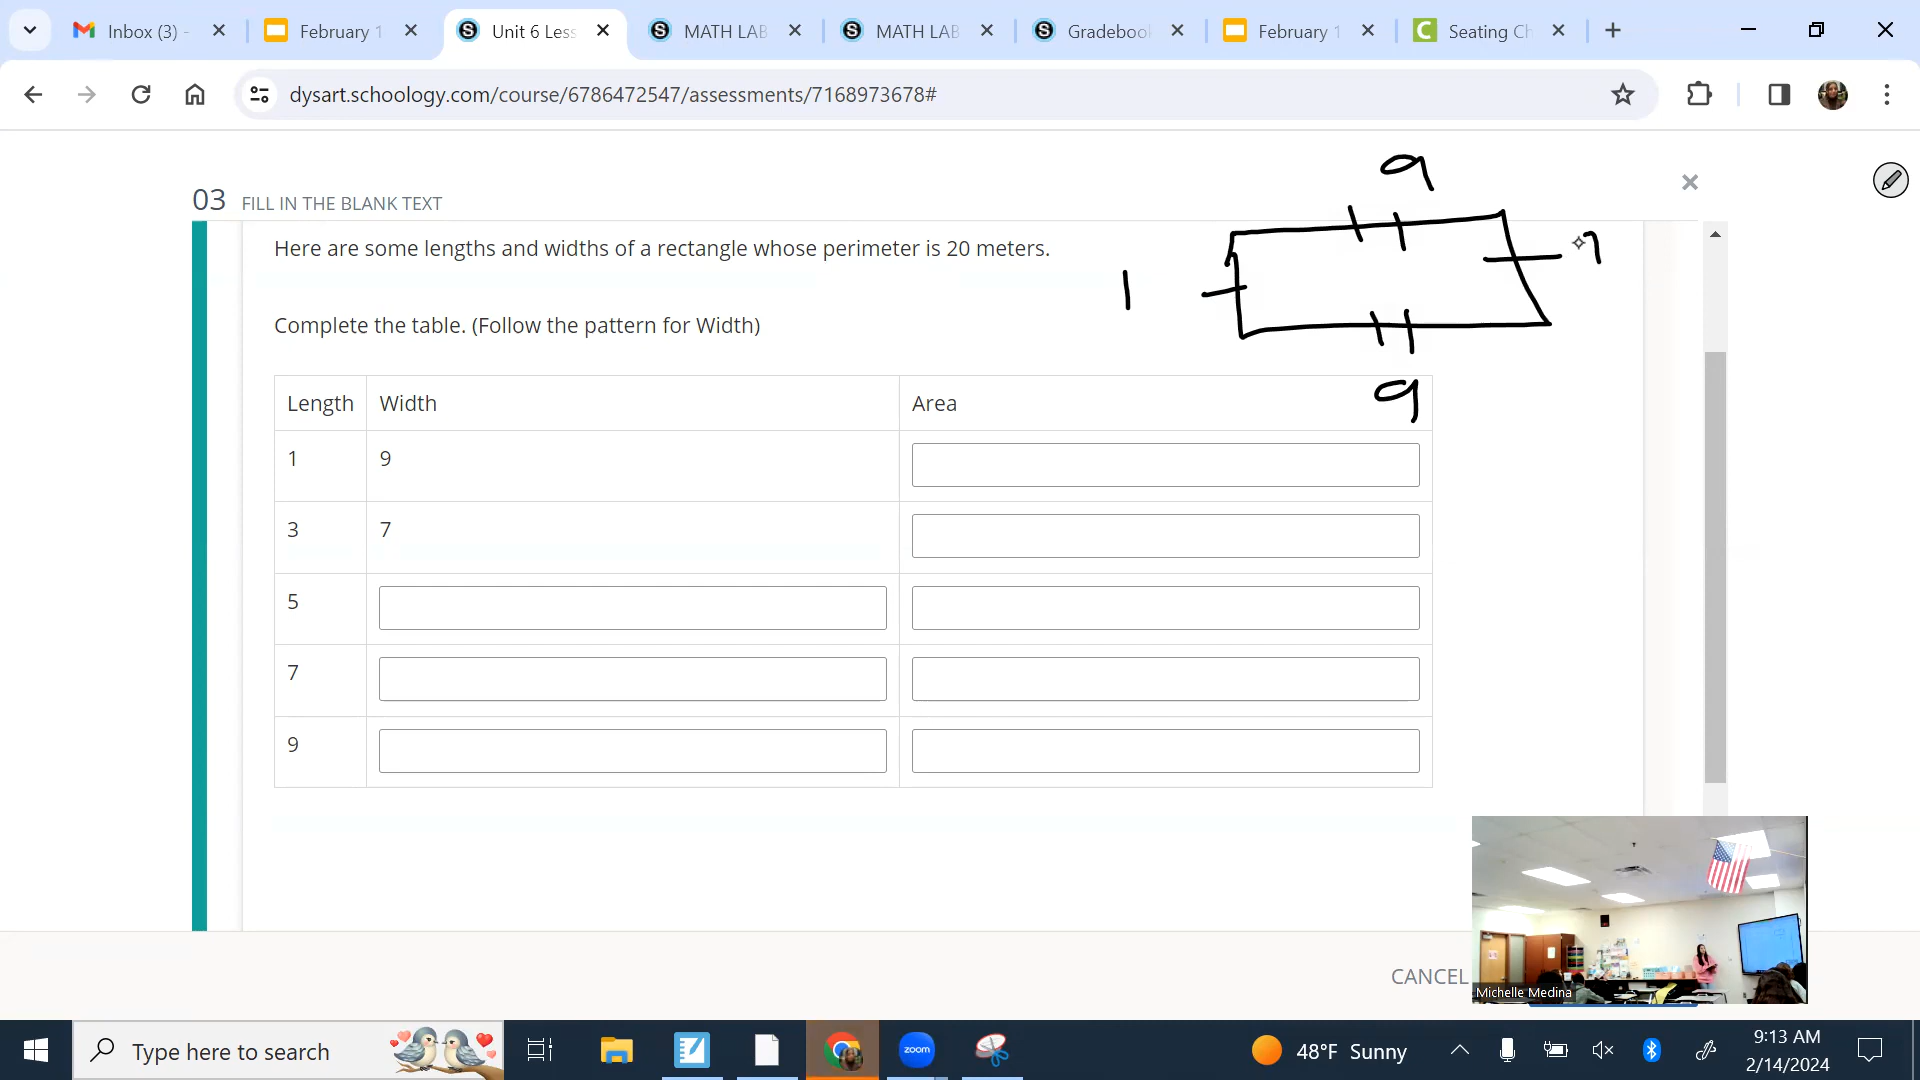 Inbox (3) -
February 1
Unit 6 Less
MATH LAB
MATH LAB
Gradeboo
February 1
Seating Ch
dysart.schoology.com/course/6786472547/assessments/7168973678#
03 FILL IN THE BLANK TEXT
9
Here are some lengths and widths of a rectangle whose perimeter is 20 meters.
1
Complete the table. (Follow the pattern for Width)
9
Length Width Area
1 9
3 7
5
7
9
CANCEL
Michelle Medina
Type here to search
zoom
48°F Sunny
9:13 AM
2/14/2024